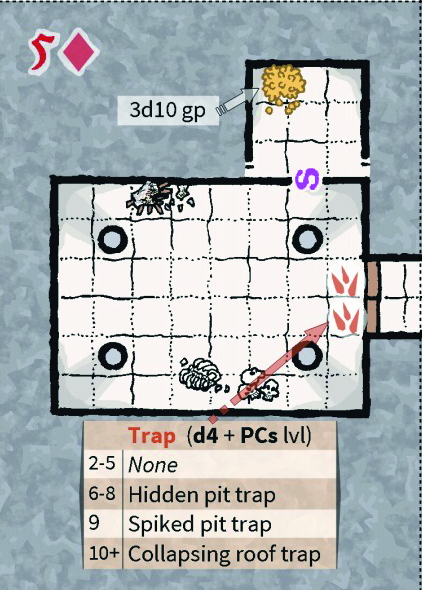 5♦
3d10 gp
S
Trap (d4 + PCs lvl)
2-5 None
6-8 Hidden pit trap
9 Spiked pit trap
10+ Collapsing roof trap